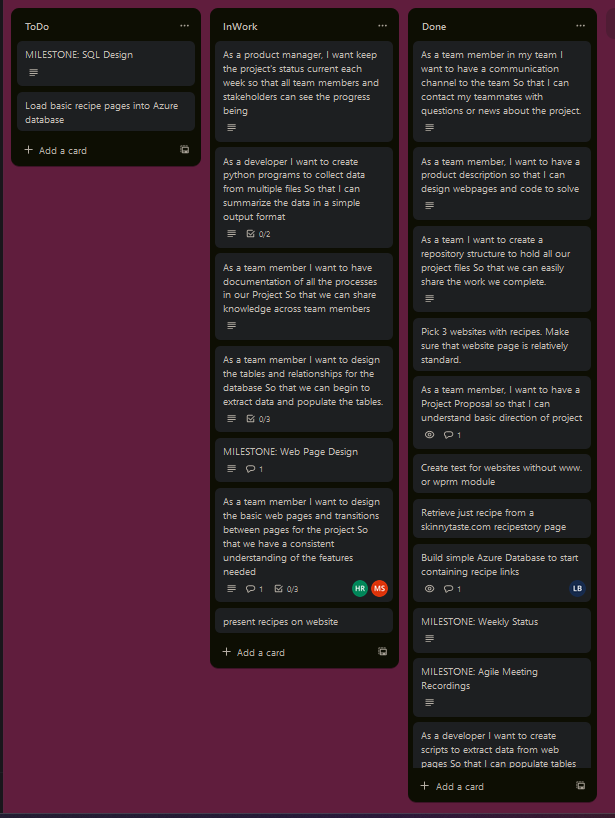 ToDo
MILESTONE: SQL Design
Load basic recipe pages into Azure
database
+ Add a card
InWork
As a product manager, I want keep
the project's status current each
week so that all team members and
stakeholders can see the progress
being
As a developer I want to create
python programs to collect data
from multiple files So that I can
summarize the data in a simple
output format
0/2
As a team member I want to have
documentation of all the processes
in our Project So that we can share
knowledge across team members
As a team member I want to design
the tables and relationships for the
database So that we can begin to
extract data and populate the tables.
0/3
MILESTONE: Web Page Design
1
As a team member I want to design
the basic web pages and transitions
between pages for the project So
that we have a consistent
understanding of the features
needed
1 0/3 HR MS
present recipes on website
+ Add a card
Done
As a team member in my team I
want to have a communication
channel to the team So that I can
contact my teammates with
questions or news about the project.
As a team member, I want to have a
product description so that I can
design webpages and code to solve
As a team I want to create a
repository structure to hold all our
project files So that we can easily
share the work we complete.
Pick 3 websites with recipes. Make
sure that website page is relatively
standard.
As a team member, I want to have a
Project Proposal so that I can
understand basic direction of project
1
Create test for websites without www.
or wprm module
Retrieve just recipe from a
skinnytaste.com recipestory page
Build simple Azure Database to start
containing recipe links
1 LB
MILESTONE: Weekly Status
MILESTONE: Agile Meeting
Recordings
As a developer I want to create
scripts to extract data from web
pages So that I can populate tables
+ Add a card